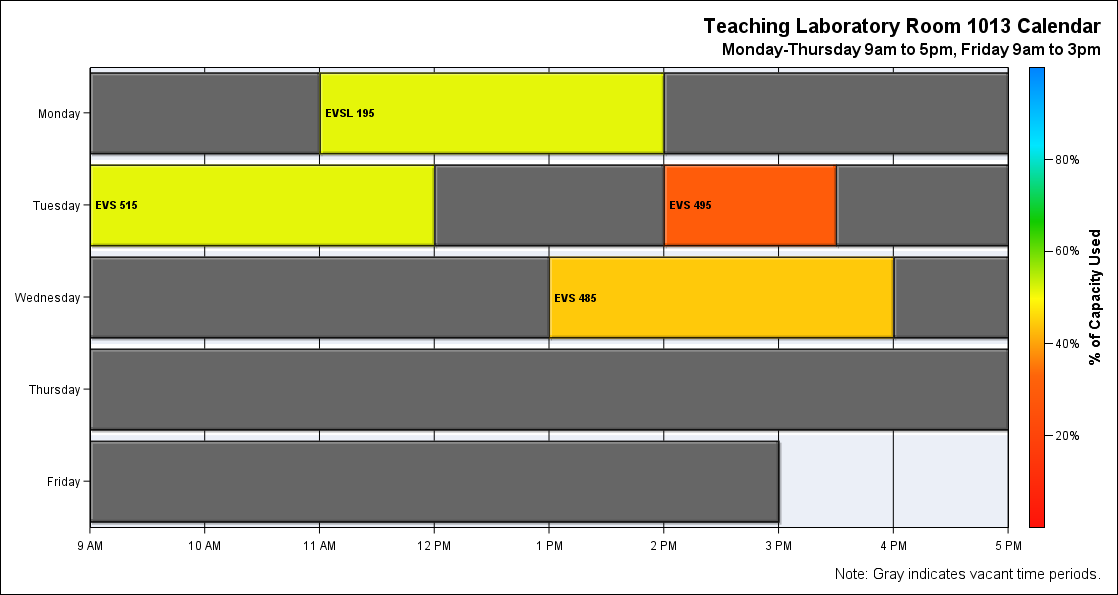 Teaching Laboratory Room 1013 Calendar
Monday-Thursday 9am to 5pm, Friday 9am to 3pm
Monday
EVSL 195
Tuesday
EVS 515
EVS 495
Wednesday
EVS 485
Thursday
Friday
9 AM
10 AM
11 AM
12 PM
1 PM
2 PM
3 PM
4 PM
5 PM
80%
60%
40%
20%
% of Capacity Used
Note: Gray indicates vacant time periods.